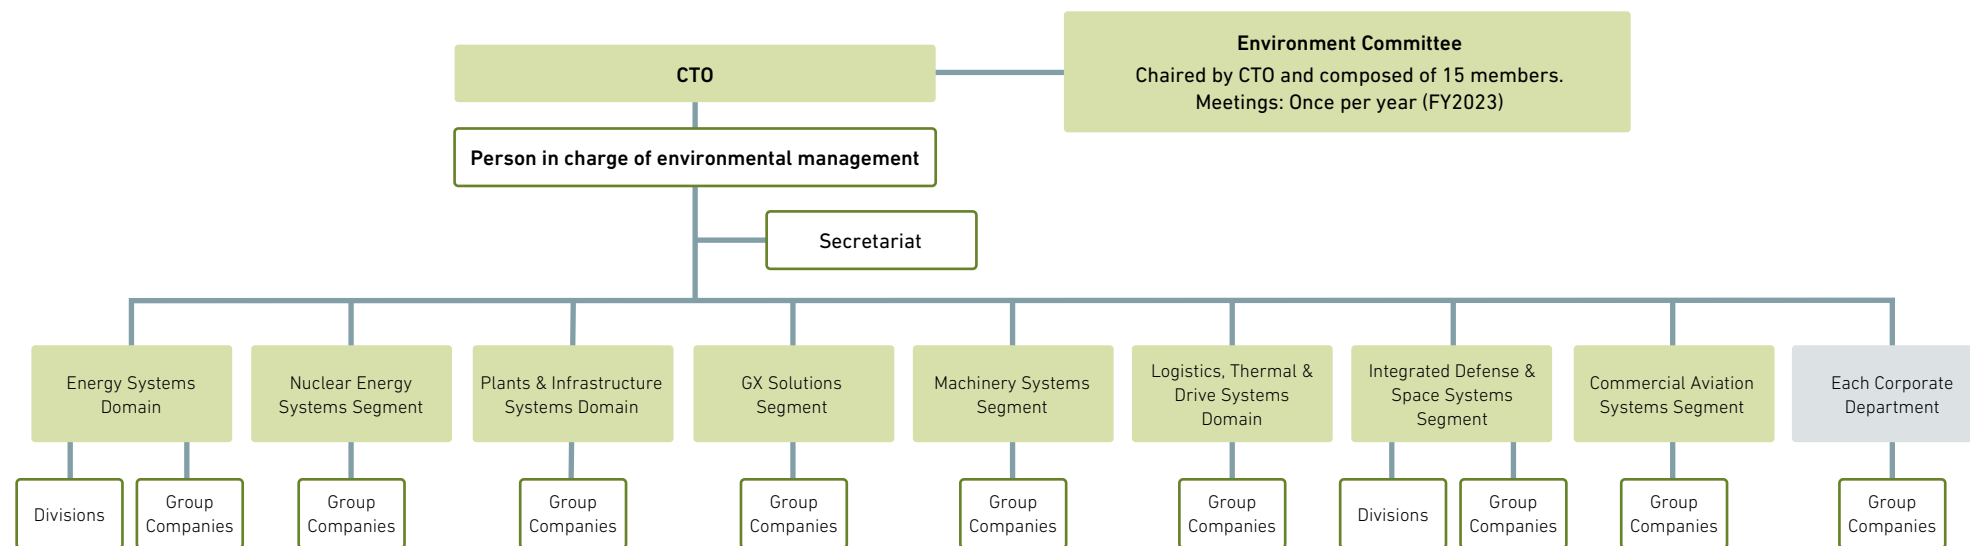 CTO
Environment Committee
Chaired by CTO and composed of 15 members.
Meetings: Once per year (FY2023)
Person in charge of environmental management
Secretariat
Energy Systems
Domain
Nuclear Energy
Systems Segment
Plants & Infrastructure
Systems Domain
GX Solutions
Segment
Machinery Systems
Segment
Logistics, Thermal &
Drive Systems
Domain
Integrated Defense &
Space Systems
Segment
Commercial Aviation
Systems Segment
Each Corporate
Department
Divisions
Group
Companies
Group
Companies
Group
Companies
Group
Companies
Group
Companies
Group
Companies
Divisions
Group
Companies
Group
Companies
Group
Companies